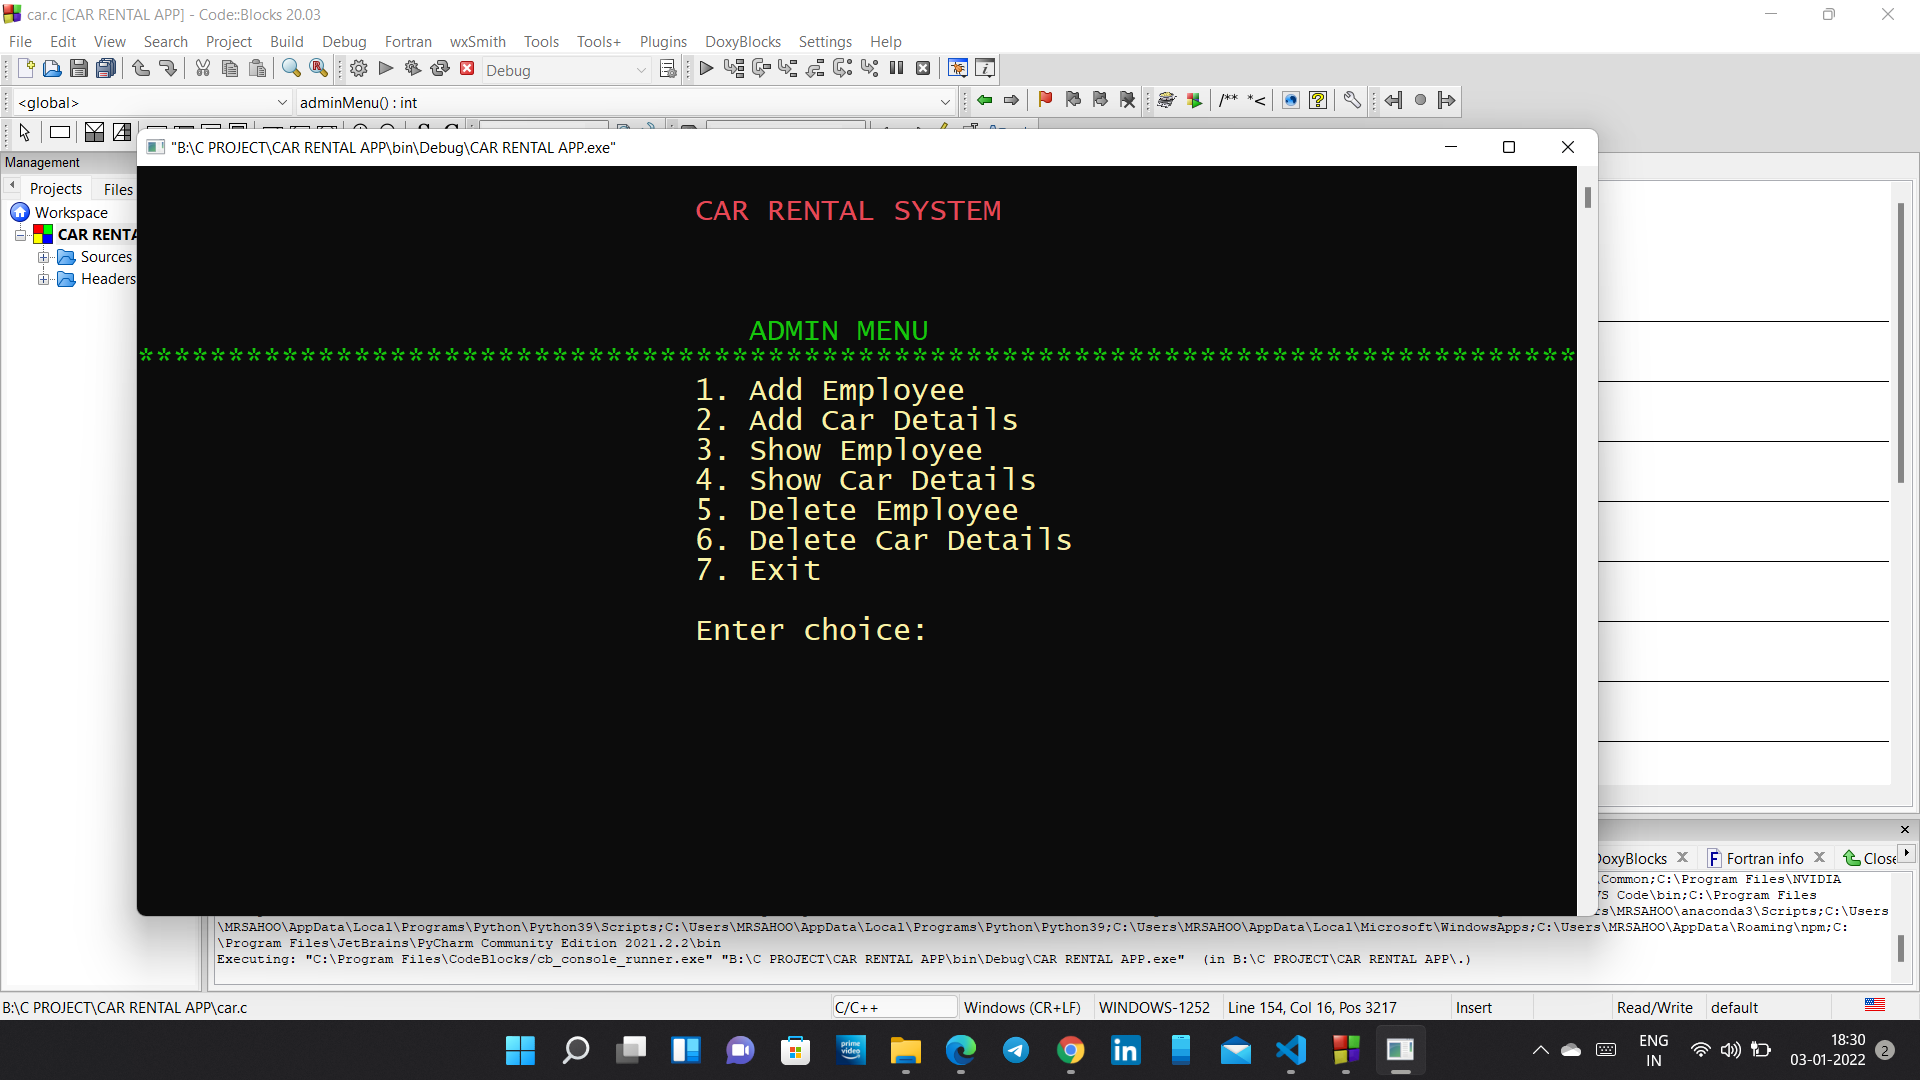 car.c [CAR RENTAL APP] - Code::Blocks 20.03
File Edit View Search Project Build Debug Fortran wxSmith Tools Tools+ Plugins DoxyBlocks Settings Help
Debug
<global> adminMenu() : int /** *<
"B:\C PROJECT\CAR RENTAL APP\bin\Debug\CAR RENTAL APP.exe"
Management
Projects Files
Workspace
CAR RENTA
Sources
Headers
CAR RENTAL SYSTEM
ADMIN MENU
********************************************************************************
1. Add Employee
2. Add Car Details
3. Show Employee
4. Show Car Details
5. Delete Employee
6. Delete Car Details
7. Exit
Enter choice:
DoxyBlocks Fortran info Close
\Common;C:\Program Files\NVIDIA
Code\bin;C:\Program Files
\MRSAHOO\anaconda3\Scripts;C:\Users
\MRSAHOO\AppData\Local\Programs\Python\Python39\Scripts;C:\Users\MRSAHOO\AppData\Local\Programs\Python\Python39;C:\Users\MRSAHOO\AppData\Local\Microsoft\WindowsApps;C:\Users\MRSAHOO\AppData\Roaming\npm;C:
\Program Files\JetBrains\PyCharm Community Edition 2021.2.2\bin
Executing: "C:\Program Files\CodeBlocks/cb_console_runner.exe" "B:\C PROJECT\CAR RENTAL APP\bin\Debug\CAR RENTAL APP.exe" (in B:\C PROJECT\CAR RENTAL APP\.)
B:\C PROJECT\CAR RENTAL APP\car.c C/C++ Windows (CR+LF) WINDOWS-1252 Line 154, Col 16, Pos 3217 Insert Read/Write default
prime video
in
ENG
IN
18:30
03-01-2022
2